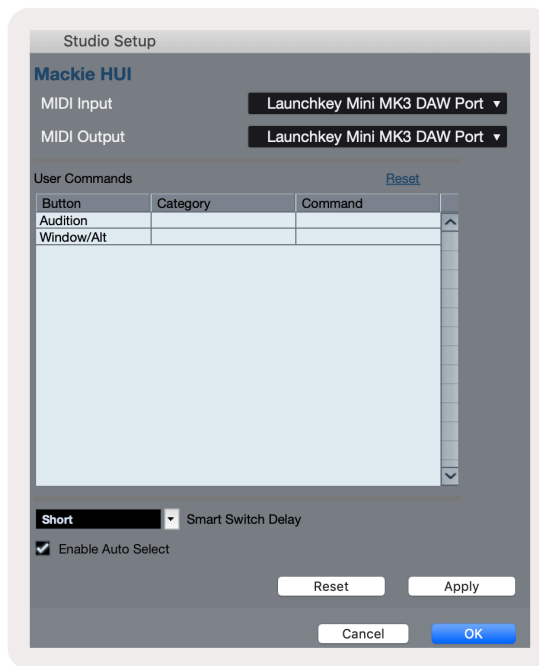 Studio Setup
Mackie HUI
MIDI Input Launchkey Mini MK3 DAW Port
MIDI Output Launchkey Mini MK3 DAW Port
User Commands Reset
Button Category Command
Audition
Window/Alt
Short Smart Switch Delay
Enable Auto Select
Reset Apply
Cancel OK